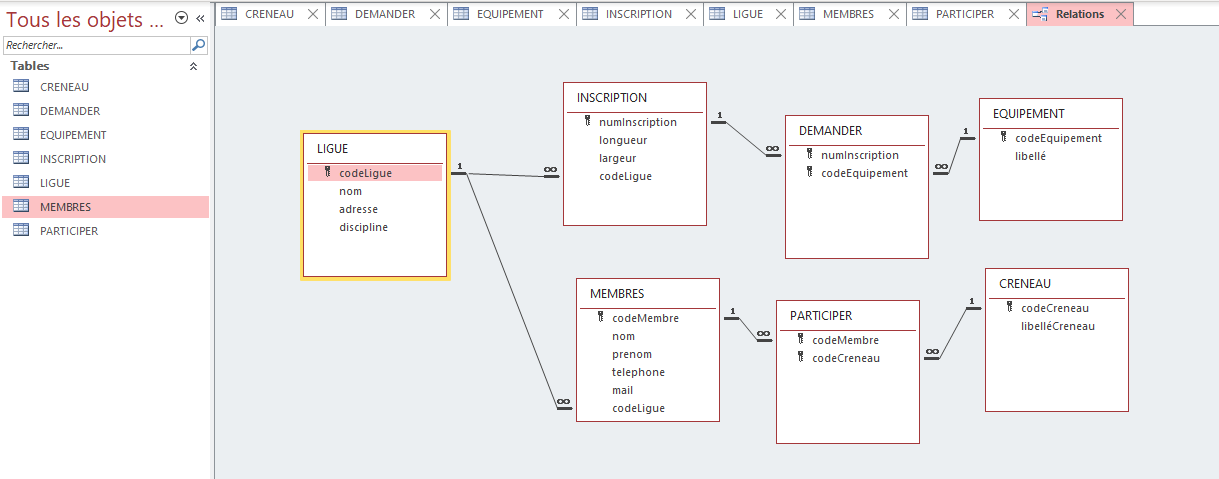 Tous les objets ...
Rechercher...
Tables
CRENEAU
DEMANDER
EQUIPEMENT
INSCRIPTION
LIGUE
MEMBRES
PARTICIPER
CRENEAU
DEMANDER
EQUIPEMENT
INSCRIPTION
LIGUE
MEMBRES
PARTICIPER
Relations
LIGUE
codeLigue
nom
adresse
discipline
1
∞
∞
INSCRIPTION
numInscription
longueur
largeur
codeLigue
1
∞
DEMANDER
numInscription
codeEquipement
∞
1
EQUIPEMENT
codeEquipement
libellé
MEMBRES
codeMembre
nom
prenom
telephone
mail
codeLigue
1
∞
PARTICIPER
codeMembre
codeCreneau
∞
1
CRENEAU
codeCreneau
libelléCreneau